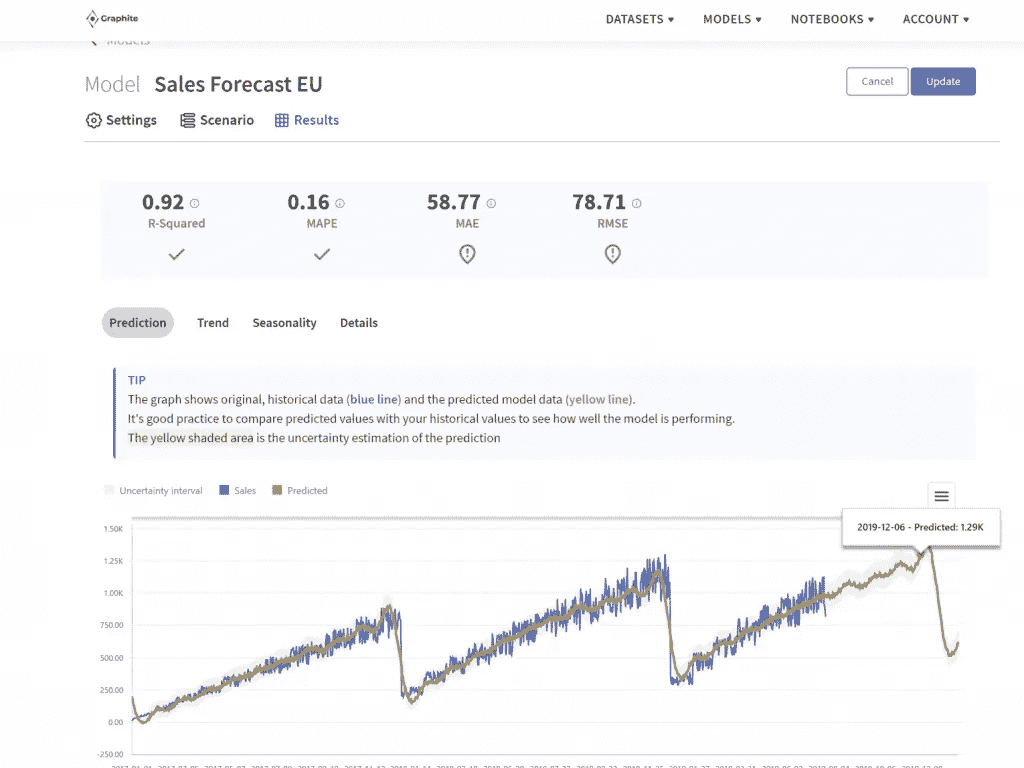 Graphite
DATASETS ▾ MODELS ▾ NOTEBOOKS ▾ ACCOUNT ▾
Models
Model Sales Forecast EU
Cancel Update
Settings Scenario Results
0.92 0.16 58.77 78.71
R-Squared MAPE MAE RMSE
Prediction Trend Seasonality Details
TIP
The graph shows original, historical data (blue line) and the predicted model data (yellow line).
It's good practice to compare predicted values with your historical values to see how well the model is performing.
The yellow shaded area is the uncertainty estimation of the prediction
Uncertainty interval Sales Predicted
2019-12-06 - Predicted: 1.29K
1.50K
1.25K
1.00K
750.00
500.00
250.00
0.00
-250.00